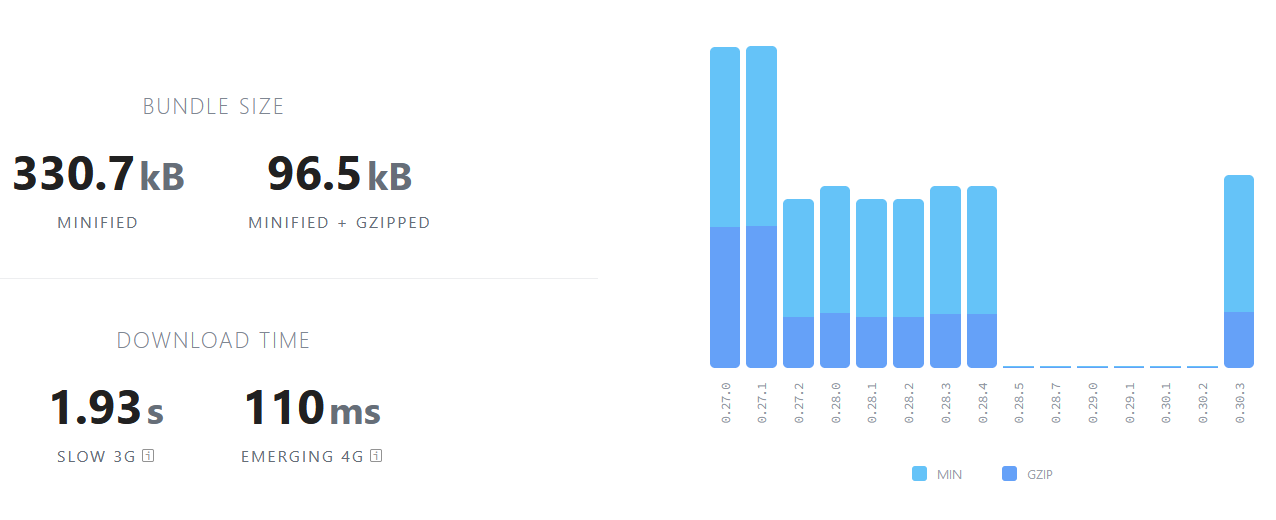 BUNDLE SIZE
330.7 kB 96.5 kB
MINIFIED MINIFIED + GZIPPED
DOWNLOAD TIME
1.93 s 110 ms
SLOW 3G i EMERGING 4G i
0.27.0 0.27.1 0.27.2 0.28.0 0.28.1 0.28.2 0.28.3 0.28.4 0.28.5 0.28.7 0.29.0 0.29.1 0.30.1 0.30.2 0.30.3
MIN GZIP